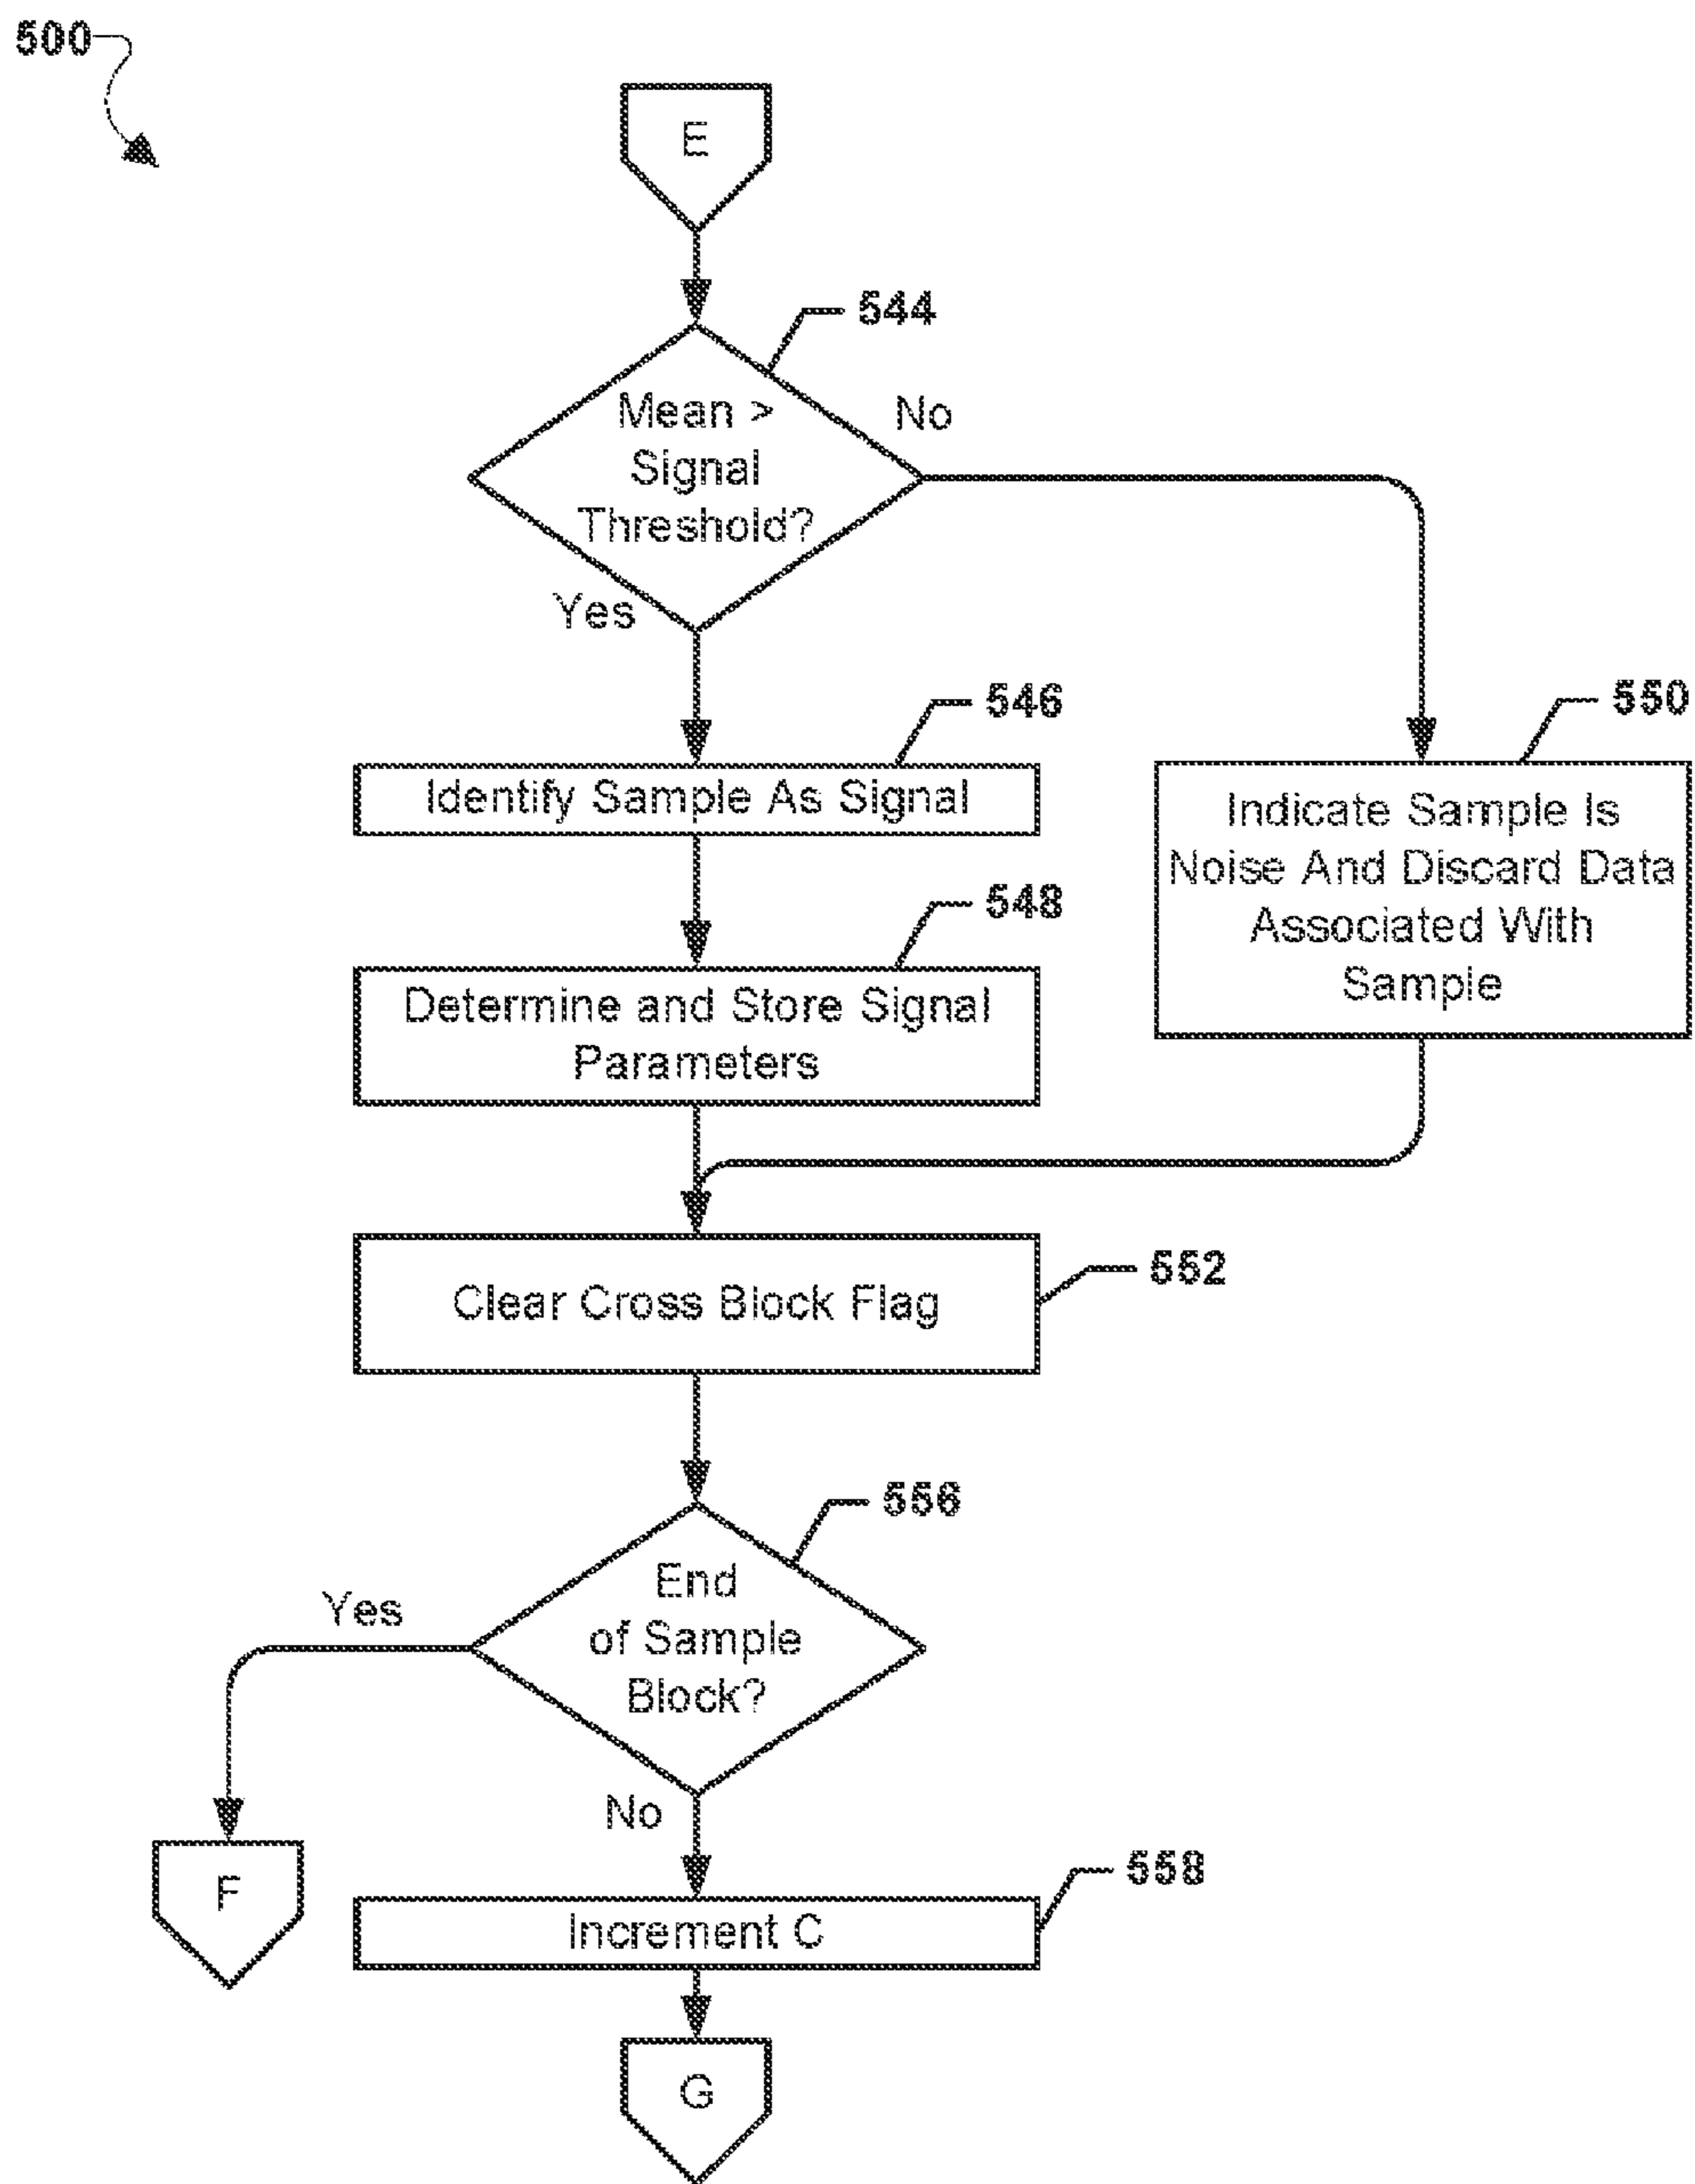 500
E
544
Mean >
Signal
Threshold?
No
Yes
546
Identify Sample As Signal
550
Indicate Sample Is
Noise And Discard Data
Associated With
Sample
548
Determine and Store Signal
Parameters
552
Clear Cross Block Flag
556
End
of Sample
Block?
Yes
No
F
558
Increment C
G